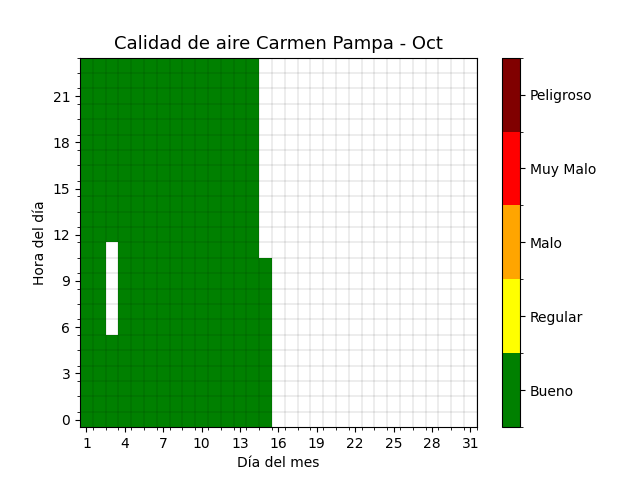 Calidad de aire Carmen Pampa - Oct
21
18
15
12
9
6
3
0
Hora del día
1 4 7 10 13 16 19 22 25 28 31
Día del mes
Peligroso
Muy Malo
Malo
Regular
Bueno